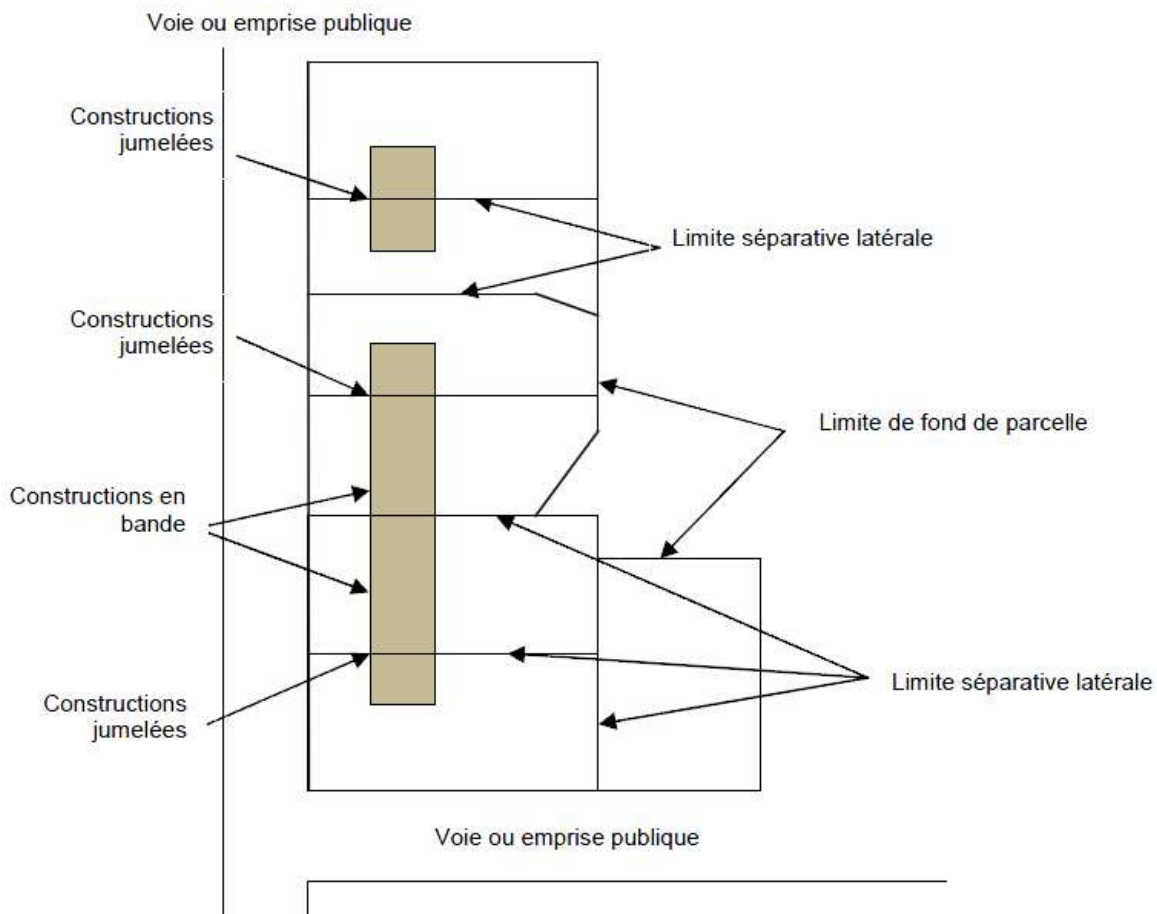 Voie ou emprise publique
Constructions
jumelées
Limite séparative latérale
Constructions
jumelées
Limite de fond de parcelle
Constructions en
bande
Limite séparative latérale
Constructions
jumelées
Voie ou emprise publique